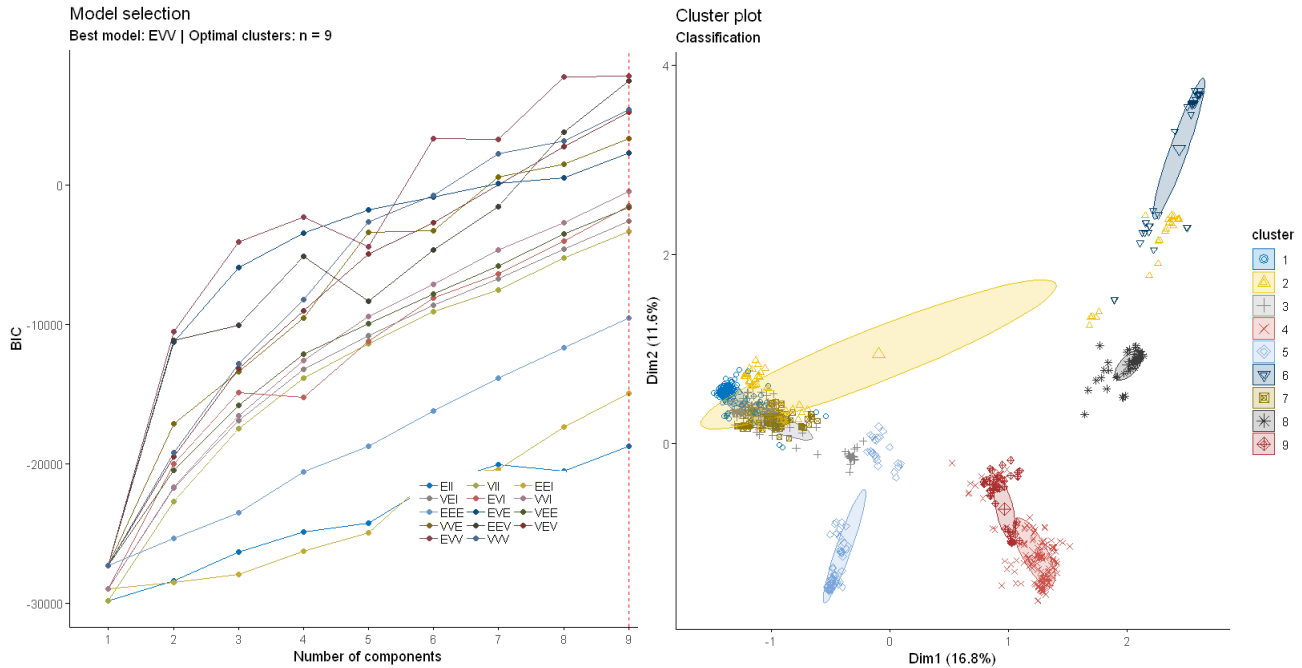 Model selection
Best model: EVV | Optimal clusters: n = 9
BIC
0
-10000
-20000
-30000
1 2 3 4 5 6 7 8 9
Number of components
EII VII EEI
VEI EVI VVI
EEE EVE VEE
VVE EEV VEV
EVV VVV
Cluster plot
Classification
Dim2 (11.6%)
4
2
0
-1 0 1 2
Dim1 (16.8%)
cluster
1
2
3
4
5
6
7
8
9